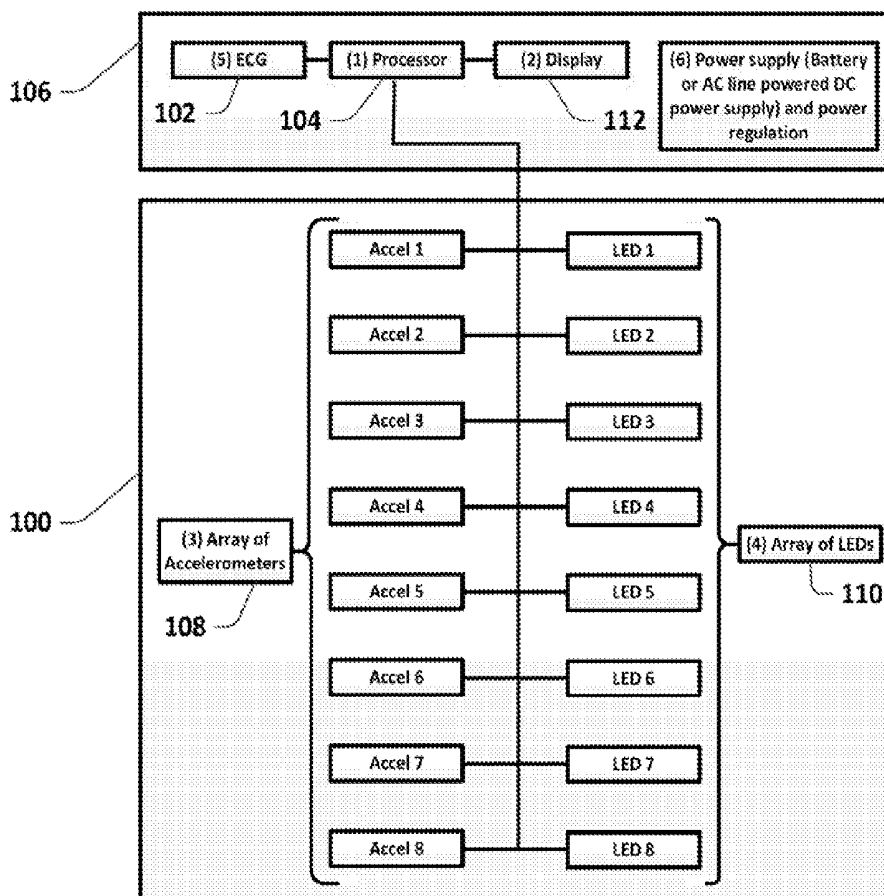 106
(5) ECG
(1) Processor
(2) Display
(6) Power supply (Battery
or AC line powered DC
power supply) and power
regulation
102
104
112
100
Accel 1
LED 1
Accel 2
LED 2
Accel 3
LED 3
Accel 4
LED 4
(3) Array of
Accelerometers
(4) Array of LEDs
108
110
Accel 5
LED 5
Accel 6
LED 6
Accel 7
LED 7
Accel 8
LED 8